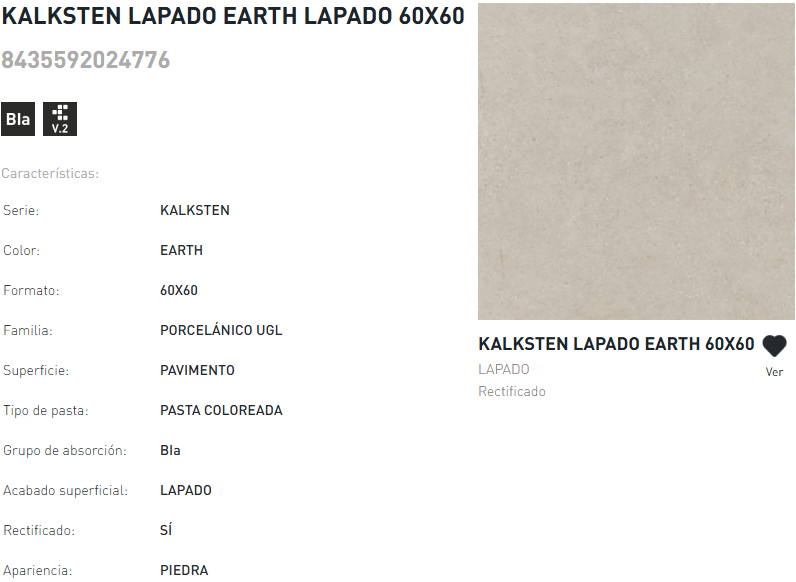 KALKSTEN LAPADO EARTH LAPADO 60X60
8435592024776
BIa
V.2
Características:
Serie: KALKSTEN
Color: EARTH
Formato: 60X60
Familia: PORCELÁNICO UGL
Superficie: PAVIMENTO
Tipo de pasta: PASTA COLOREADA
Grupo de absorción: BIa
Acabado superficial: LAPADO
Rectificado: SÍ
Apariencia: PIEDRA
KALKSTEN LAPADO EARTH 60X60
LAPADO
Ver
Rectificado